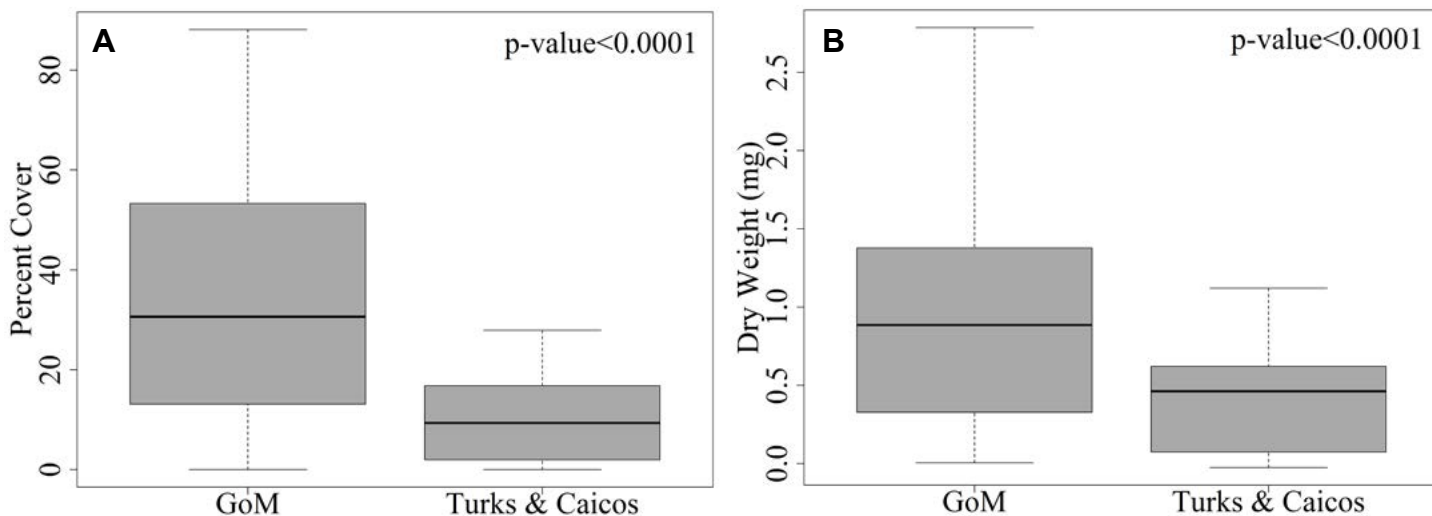 A
p-value<0.0001
Percent Cover
80
60
40
20
0
GoM
Turks & Caicos
B
p-value<0.0001
Dry Weight (mg)
2.5
2.0
1.5
1.0
0.5
0.0
GoM
Turks & Caicos